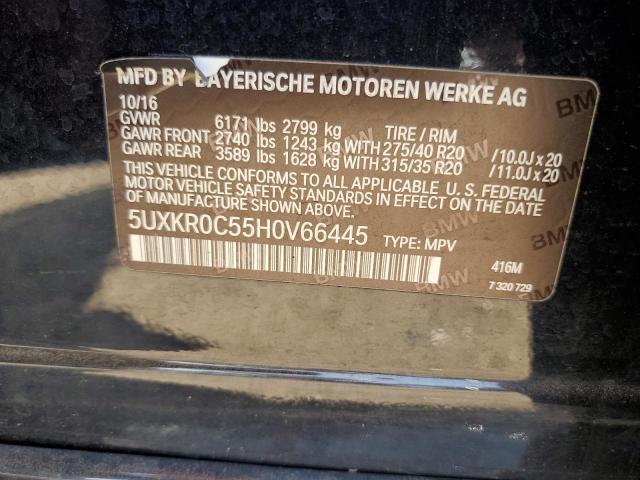 MFD BY BAYERISCHE MOTOREN WERKE AG
10/16
GVWR 6171 lbs 2799 kg TIRE / RIM
GAWR FRONT 2740 lbs 1243 kg WITH 275/40 R20 /10.0J x 20
GAWR REAR 3589 lbs 1628 kg WITH 315/35 R20 /11.0J x 20
THIS VEHICLE CONFORMS TO ALL APPLICABLE U. S. FEDERAL
MOTOR VEHICLE SAFETY STANDARDS IN EFFECT ON THE DATE
OF MANUFACTURE SHOWN ABOVE.
5UXKR0C55H0V66445 TYPE: MPV
416M
7 320 729